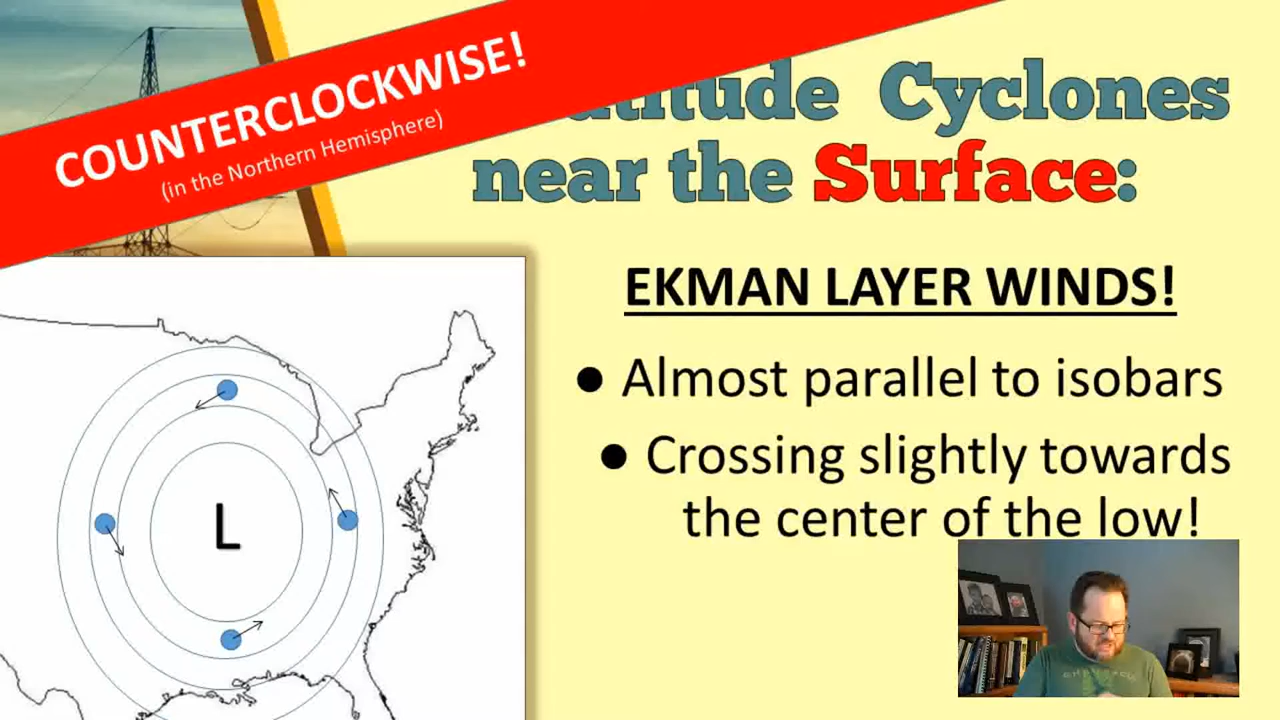 COUNTERCLOCKWISE!
(in the Northern Hemisphere)
Cyclones
near the Surface:
EKMAN LAYER WINDS!
● Almost parallel to isobars
● Crossing slightly towards
the center of the low!
L